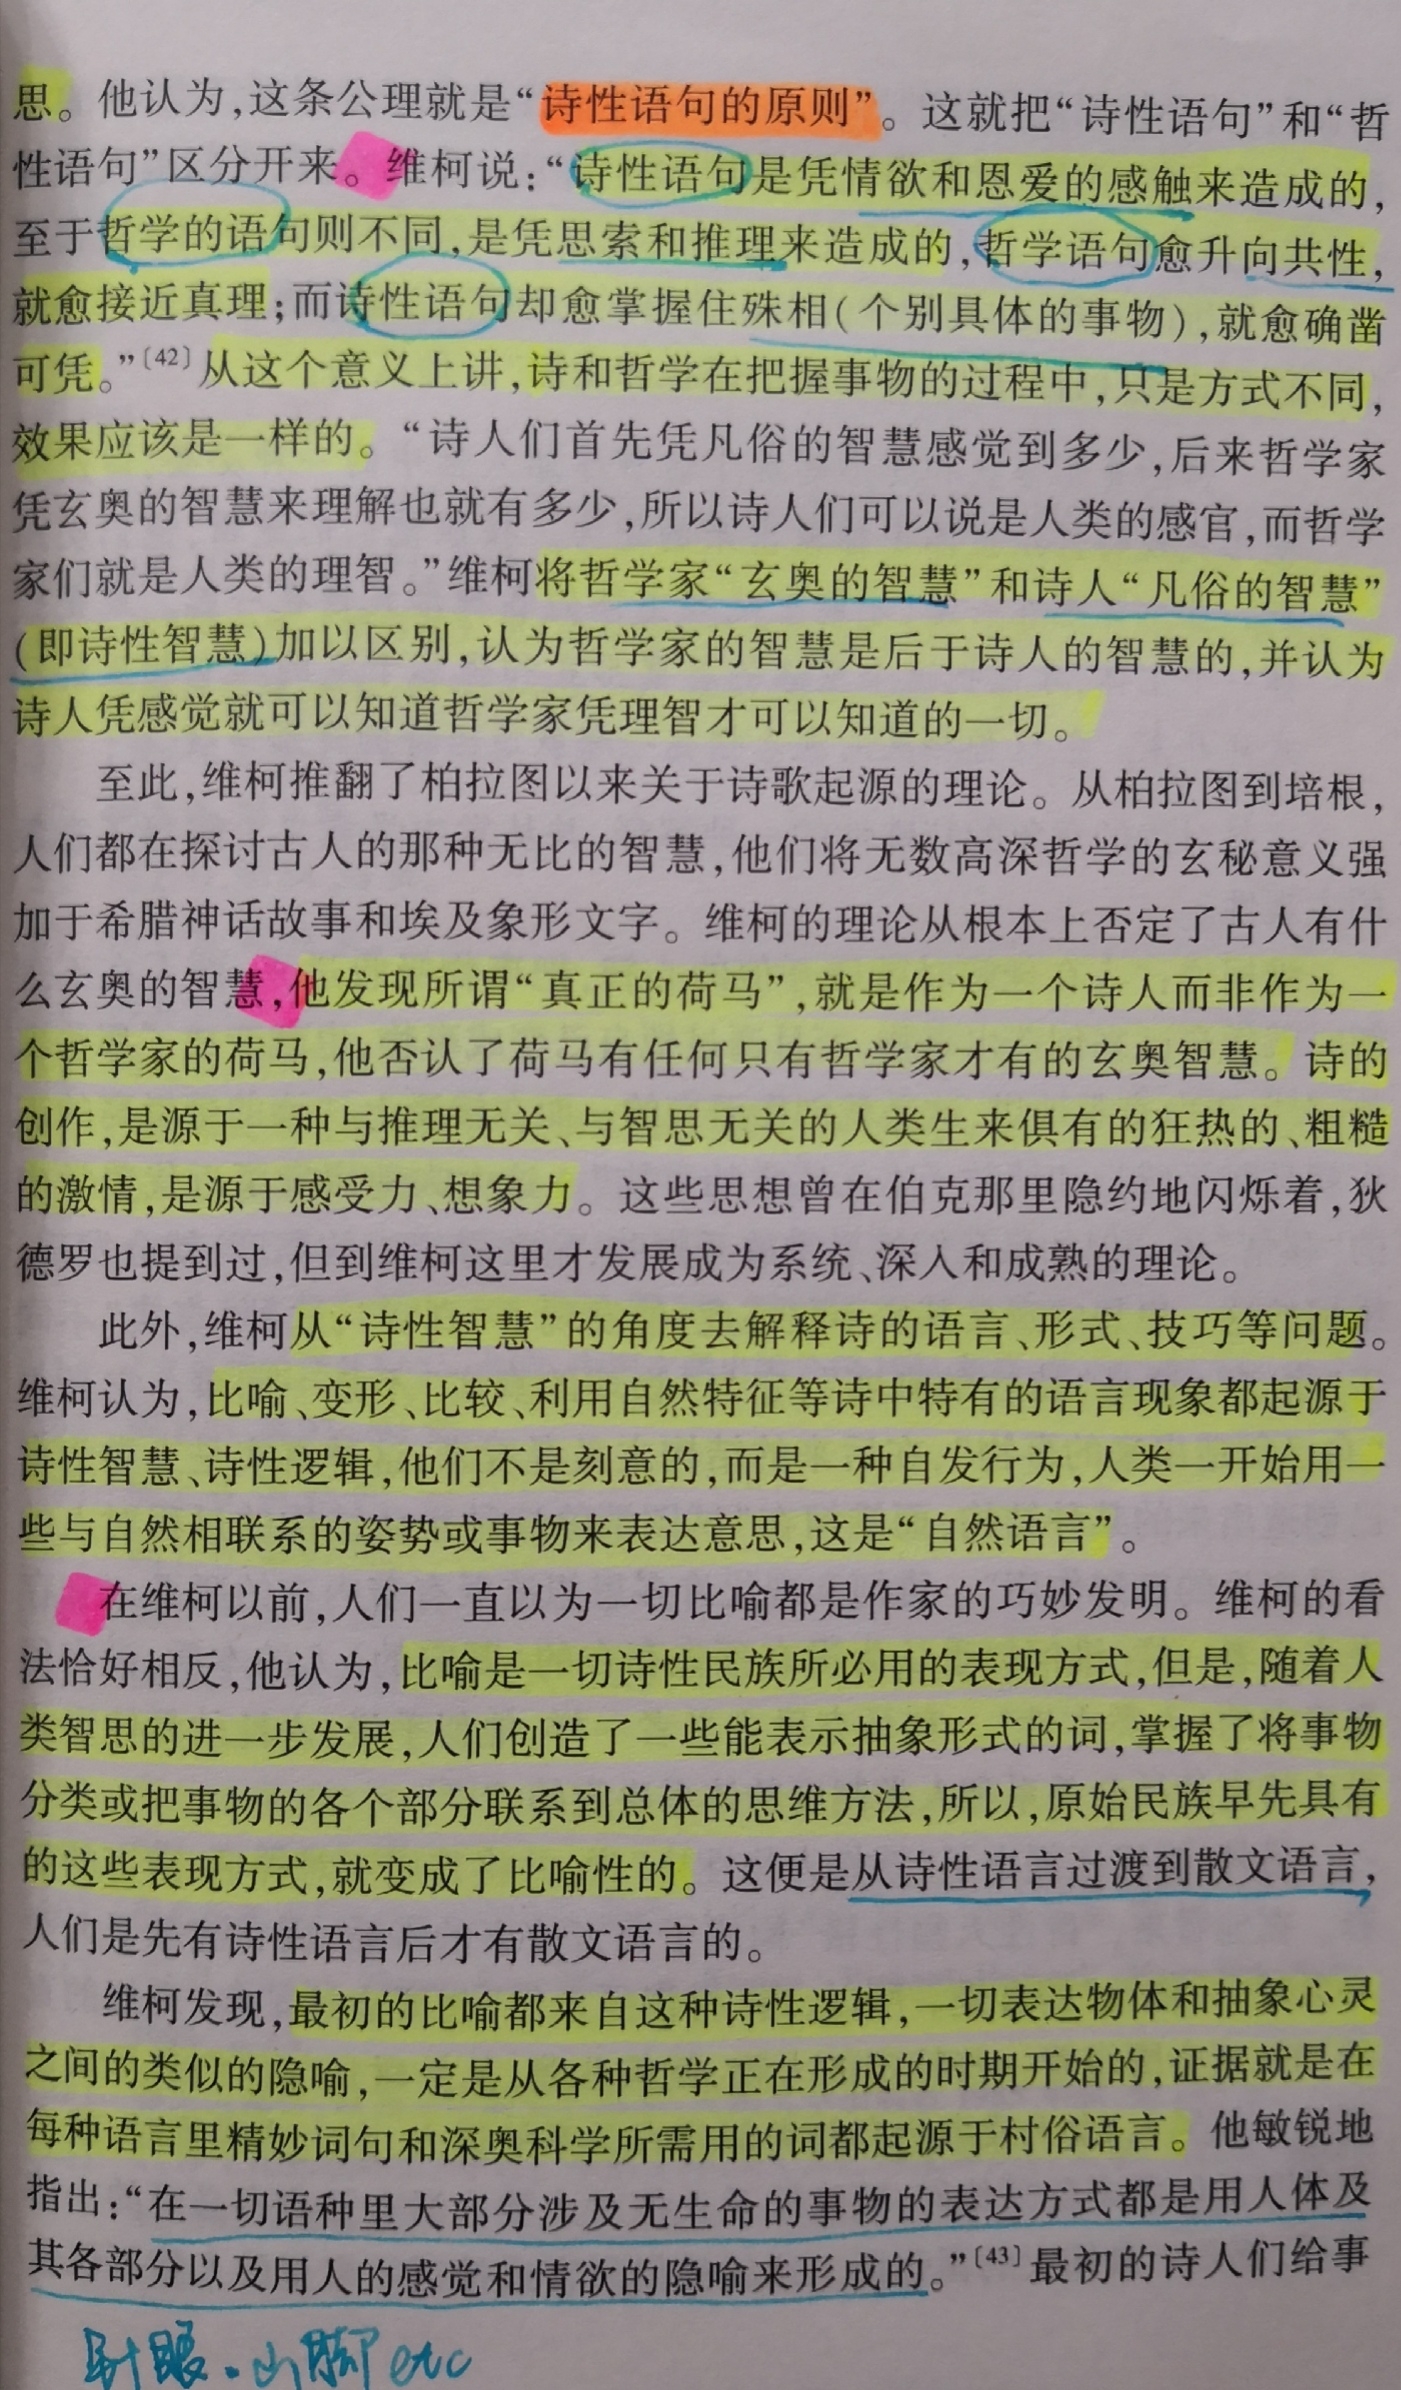 思。他认为,这条公理就是“诗性语句的原则”。这就把“诗性语句”和“哲
性语句”区分开来。维柯说:“诗性语句是凭情欲和恩爱的感触来造成的,
至于哲学的语句则不同,是凭思索和推理来造成的,哲学语句愈升向共性,
就愈接近真理;而诗性语句却愈掌握住殊相(个别具体的事物),就愈确凿
可凭。”〔42〕从这个意义上讲,诗和哲学在把握事物的过程中,只是方式不同,
效果应该是一样的。“诗人们首先凭凡俗的智慧感觉到多少,后来哲学家
凭玄奥的智慧来理解也就有多少,所以诗人们可以说是人类的感官,而哲学
家们就是人类的理智。”维柯将哲学家“玄奥的智慧”和诗人“凡俗的智慧”
(即诗性智慧)加以区别,认为哲学家的智慧是后于诗人的智慧的,并认为
诗人凭感觉就可以知道哲学家凭理智才可以知道的一切。
至此,维柯推翻了柏拉图以来关于诗歌起源的理论。从柏拉图到培根,
人们都在探讨古人的那种无比的智慧,他们将无数高深哲学的玄秘意义强
加于希腊神话故事和埃及象形文字。维柯的理论从根本上否定了古人有什
么玄奥的智慧,他发现所谓“真正的荷马”,就是作为一个诗人而非作为一
个哲学家的荷马,他否认了荷马有任何只有哲学家才有的玄奥智慧。诗的
创作,是源于一种与推理无关、与智思无关的人类生来俱有的狂热的、粗糙
的激情,是源于感受力、想象力。这些思想曾在伯克那里隐约地闪烁着,狄
德罗也提到过,但到维柯这里才发展成为系统、深入和成熟的理论。
此外,维柯从“诗性智慧”的角度去解释诗的语言、形式、技巧等问题。
维柯认为,比喻、变形、比较、利用自然特征等诗中特有的语言现象都起源于
诗性智慧、诗性逻辑,他们不是刻意的,而是一种自发行为,人类一开始用一
些与自然相联系的姿势或事物来表达意思,这是“自然语言”。
在维柯以前,人们一直以为一切比喻都是作家的巧妙发明。维柯的看
法恰好相反,他认为,比喻是一切诗性民族所必用的表现方式,但是,随着人
类智思的进一步发展,人们创造了一些能表示抽象形式的词,掌握了将事物
分类或把事物的各个部分联系到总体的思维方法,所以,原始民族早先具有
的这些表现方式,就变成了比喻性的。这便是从诗性语言过渡到散文语言,
人们是先有诗性语言后才有散文语言的。
维柯发现,最初的比喻都来自这种诗性逻辑,一切表达物体和抽象心灵
之间的类似的隐喻,一定是从各种哲学正在形成的时期开始的,证据就是在
每种语言里精妙词句和深奥科学所需用的词都起源于村俗语言。他敏锐地
指出:“在一切语种里大部分涉及无生命的事物的表达方式都是用人体及
其各部分以及用人的感觉和情欲的隐喻来形成的。”〔43〕最初的诗人们给事
针眼.山脚etc